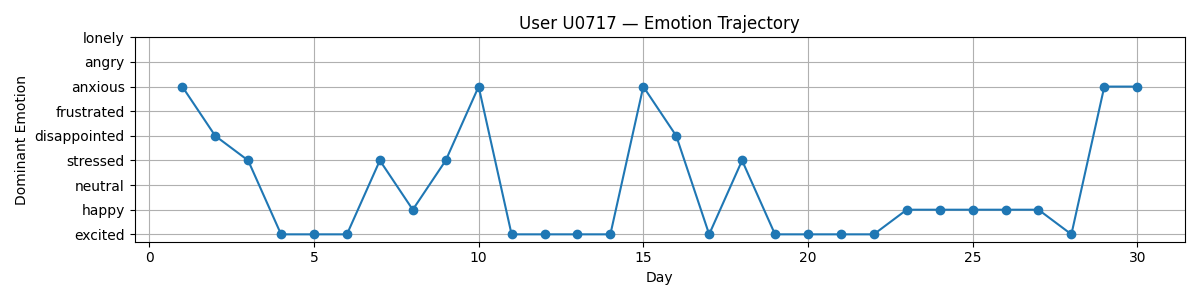 User U0717 — Emotion Trajectory
Dominant Emotion
lonely
angry
anxious
frustrated
disappointed
stressed
neutral
happy
excited
0 5 10 15 20 25 30
Day